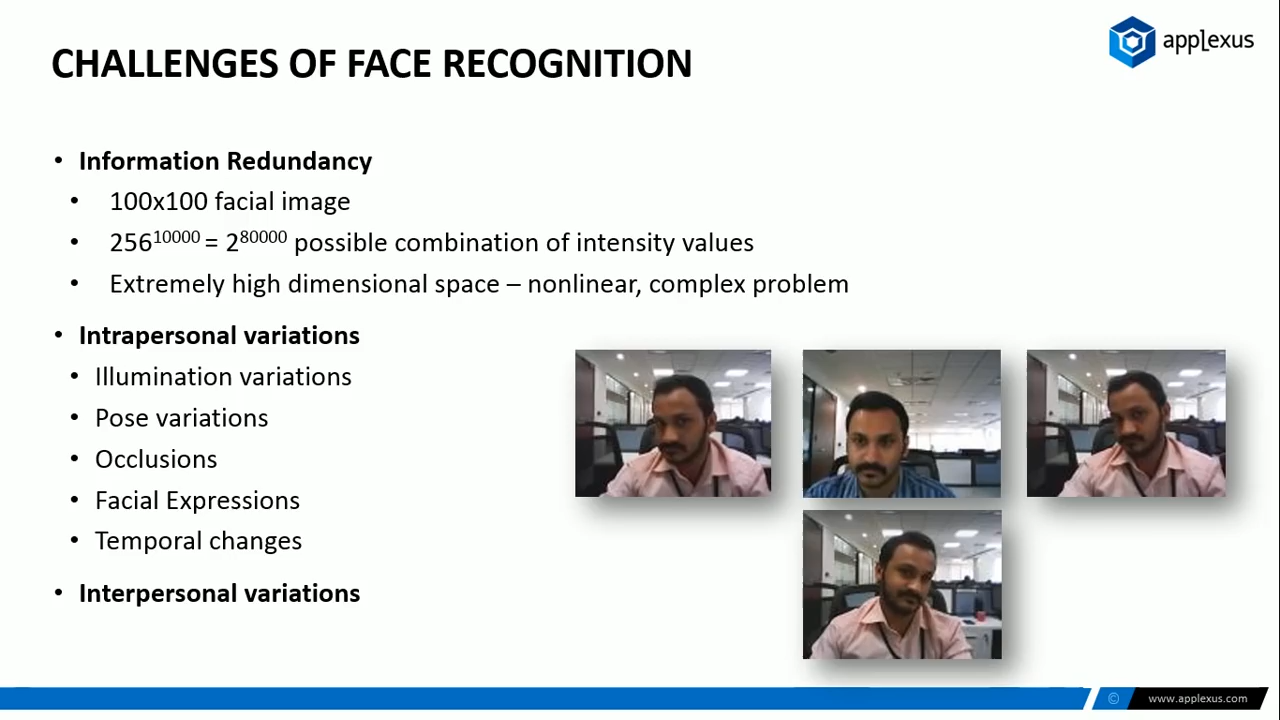 CHALLENGES OF FACE RECOGNITION
applexus
• Information Redundancy
• 100x100 facial image
• 256^10000 = 2^80000 possible combination of intensity values
• Extremely high dimensional space – nonlinear, complex problem
• Intrapersonal variations
• Illumination variations
• Pose variations
• Occlusions
• Facial Expressions
• Temporal changes
• Interpersonal variations
© www.applexus.com